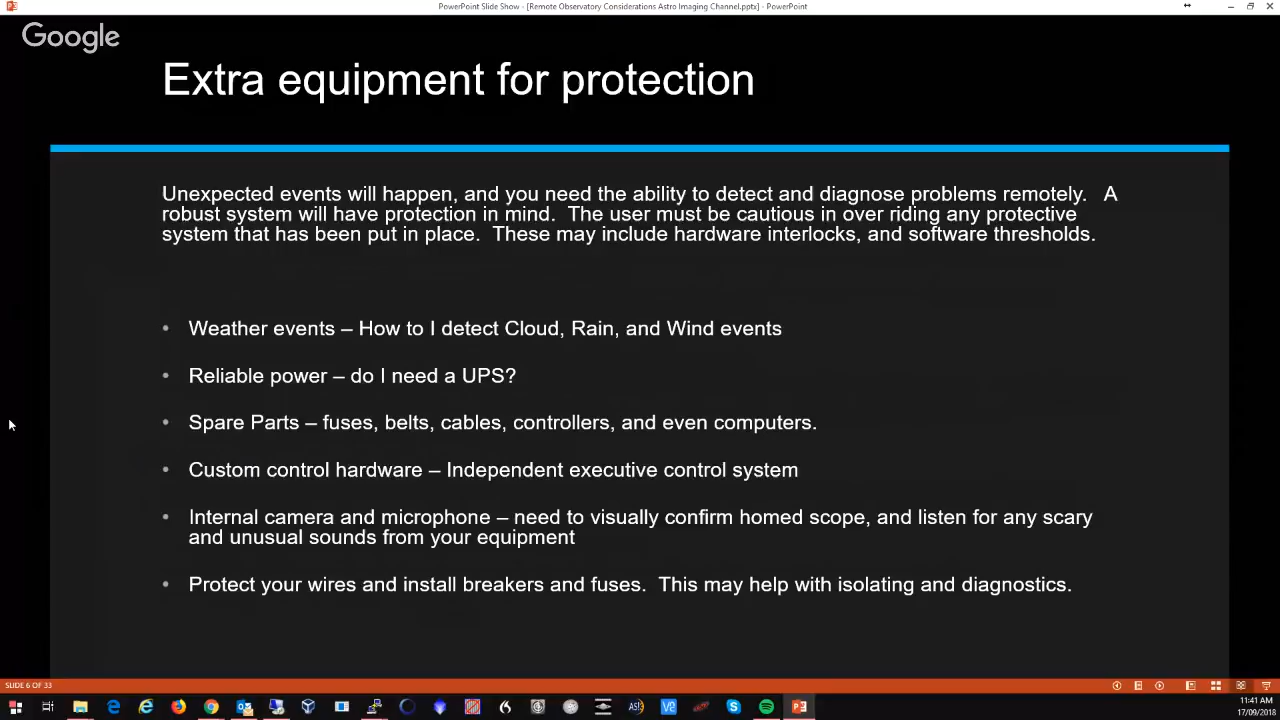 PowerPoint Slide Show - [Remote Observatory Considerations Astro Imaging Channel.pptx] - PowerPoint
Google
Extra equipment for protection
Unexpected events will happen, and you need the ability to detect and diagnose problems remotely. A
robust system will have protection in mind. The user must be cautious in over riding any protective
system that has been put in place. These may include hardware interlocks, and software thresholds.
• Weather events – How to I detect Cloud, Rain, and Wind events
• Reliable power – do I need a UPS?
• Spare Parts – fuses, belts, cables, controllers, and even computers.
• Custom control hardware – Independent executive control system
• Internal camera and microphone – need to visually confirm homed scope, and listen for any scary
and unusual sounds from your equipment
• Protect your wires and install breakers and fuses. This may help with isolating and diagnostics.
SLIDE 6 OF 33
11:41 AM
17/09/2018